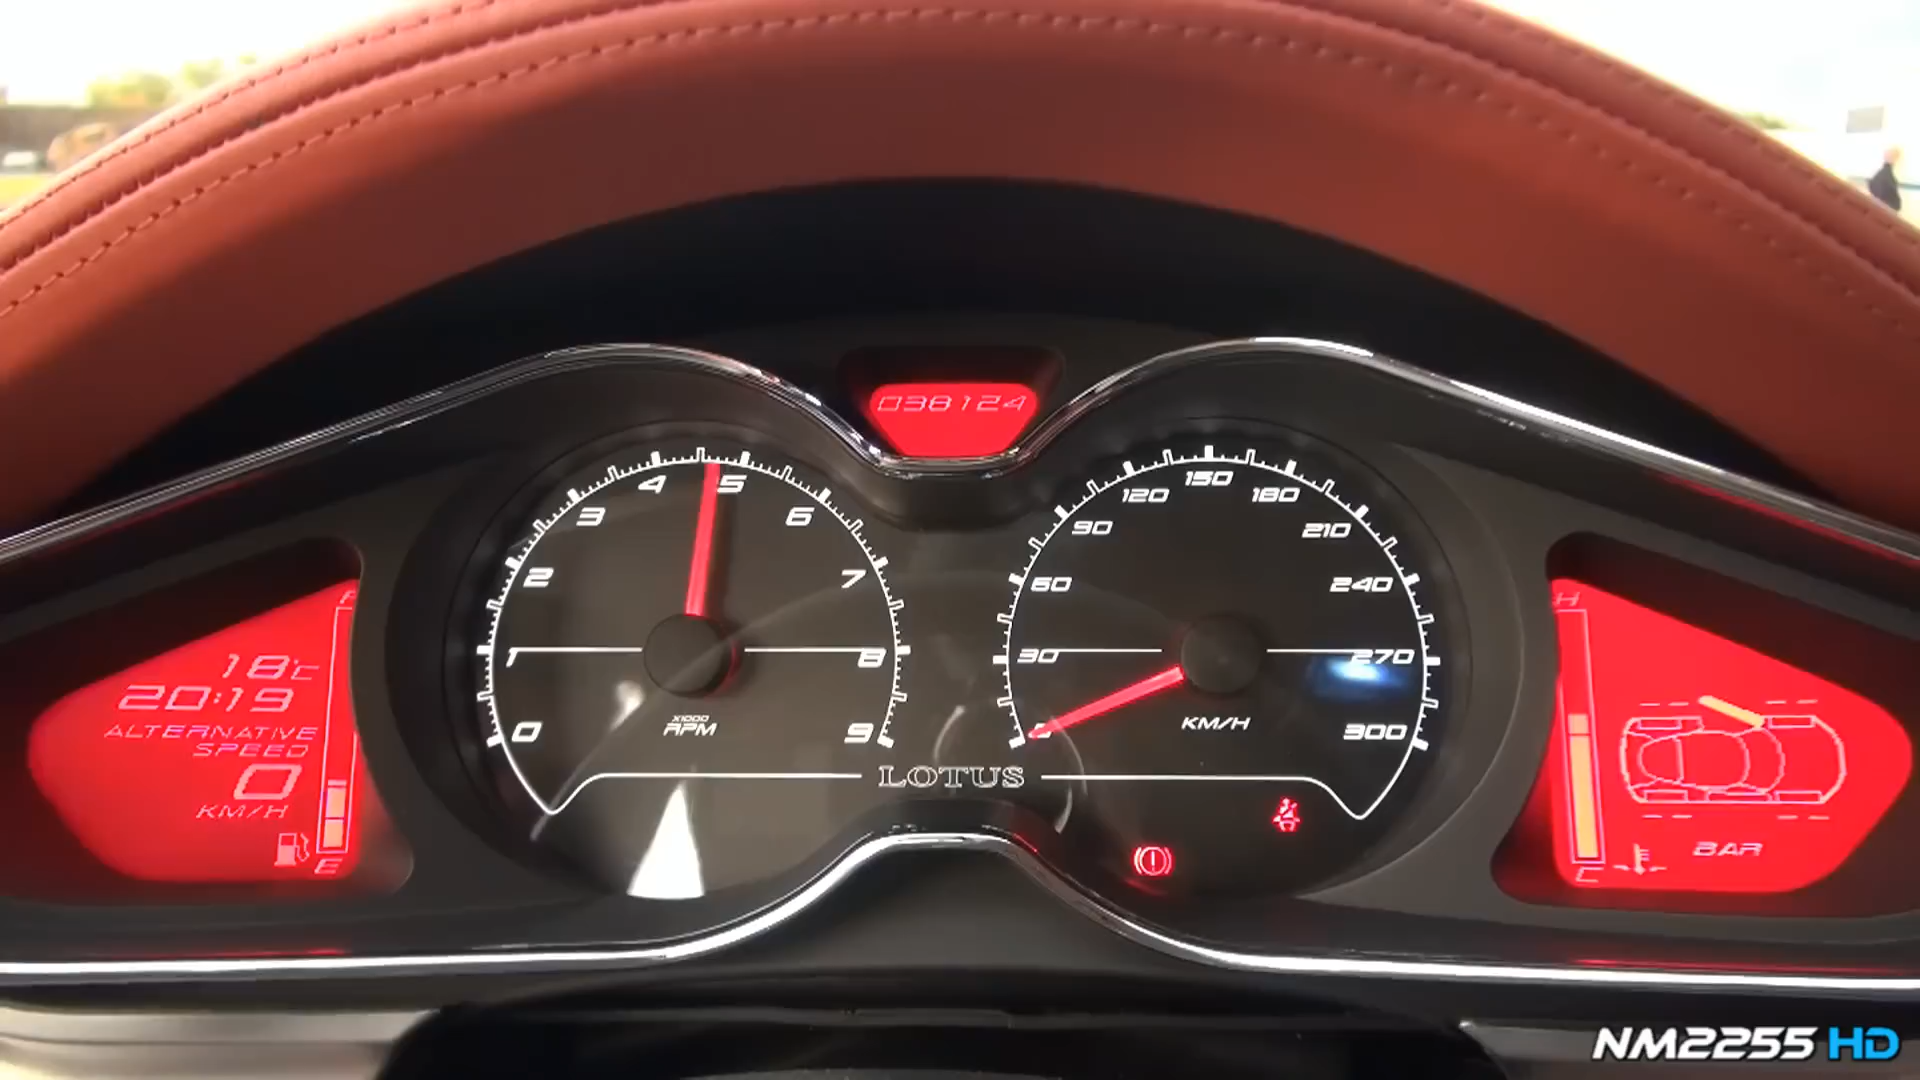 038124
0 1 2 3 4 5 6 7 8 9
X1000
RPM
30 60 90 120 150 180 210 240 270 300
KM/H
LOTUS
18°C
20:19
ALTERNATIVE
SPEED
0
KM/H
E
H
C
BAR
NM2255 HD